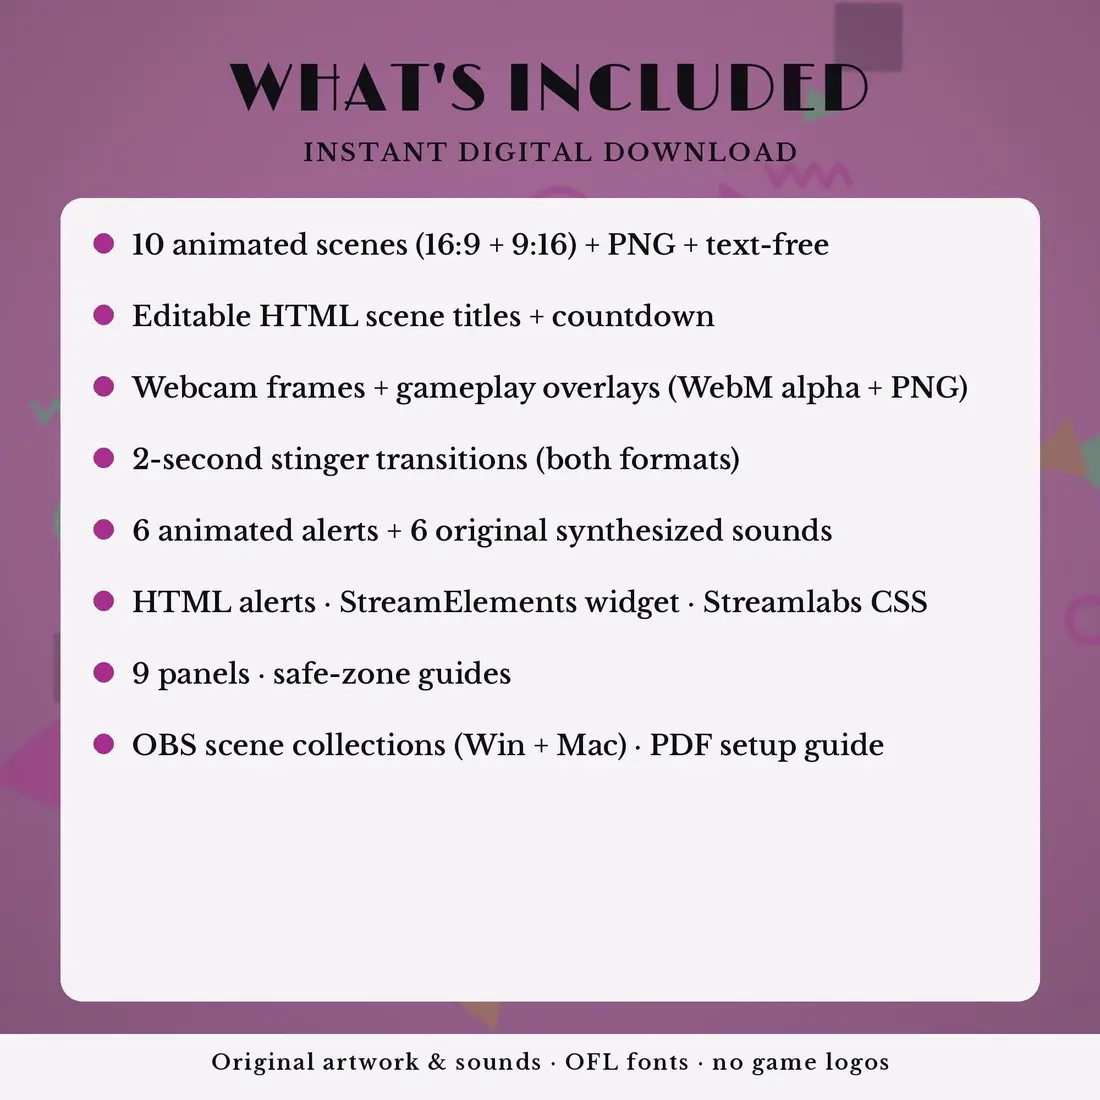 WHAT'S INCLUDED
INSTANT DIGITAL DOWNLOAD
10 animated scenes (16:9 + 9:16) + PNG + text-free
Editable HTML scene titles + countdown
Webcam frames + gameplay overlays (WebM alpha + PNG)
2-second stinger transitions (both formats)
6 animated alerts + 6 original synthesized sounds
HTML alerts · StreamElements widget · Streamlabs CSS
9 panels · safe-zone guides
OBS scene collections (Win + Mac) · PDF setup guide
Original artwork & sounds · OFL fonts · no game logos